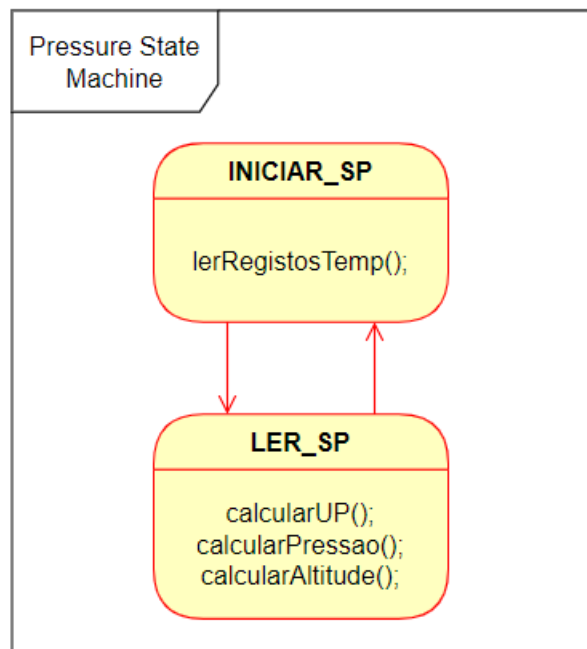 Pressure State
Machine
INICIAR_SP
lerRegistosTemp();
LER_SP
calcularUP();
calcularPressao();
calcularAltitude();